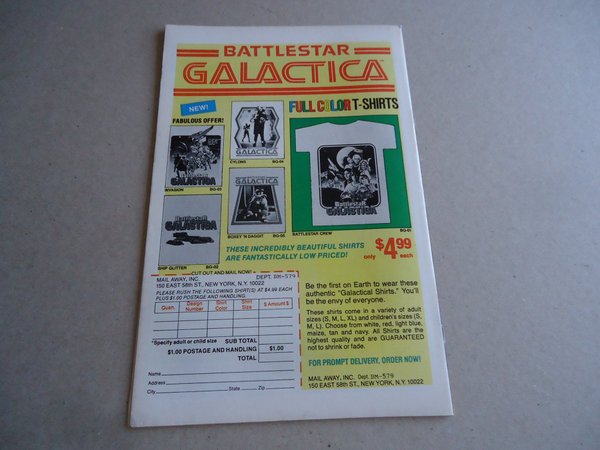 BATTLESTAR
GALACTICA
NEW!
FABULOUS OFFER!
FULL COLOR T-SHIRTS
GALACTICA
INVASION BG-03
GALACTICA
CYLONS BG-04
Battlestar
GALACTICA
SHIP GLITTER BG-02
GALACTICA
BOXEY 'N DAGGIT BG-05
Battlestar
GALACTICA
BATTLESTAR CREW BG-01
THESE INCREDIBLY BEAUTIFUL SHIRTS
ARE FANTASTICALLY LOW PRICED!
only $4.99 each
CUT OUT AND MAIL NOW!
MAIL AWAY, INC. DEPT. BM-579
150 EAST 58th ST., NEW YORK, N.Y. 10022
PLEASE RUSH THE FOLLOWING SHIRT(S) AT $4.99 EACH
PLUS $1.00 POSTAGE AND HANDLING.
Quan. Design Number Shirt Color Shirt Size $ Amount $
*Specify adult or child size SUB TOTAL
$1.00 POSTAGE AND HANDLING $1.00
TOTAL
Name
Address
City State Zip
Be the first on Earth to wear these
authentic "Galactical Shirts." You'll
be the envy of everyone.
These shirts come in a variety of adult
sizes (S, M, L, XL) and children's sizes (S,
M, L). Choose from white, red, light blue,
maize, tan and navy. All Shirts are the
highest quality and are GUARANTEED
not to shrink or fade.
FOR PROMPT DELIVERY, ORDER NOW!
MAIL AWAY, INC. Dept. BM-579
150 EAST 58th ST., NEW YORK, N.Y. 10022